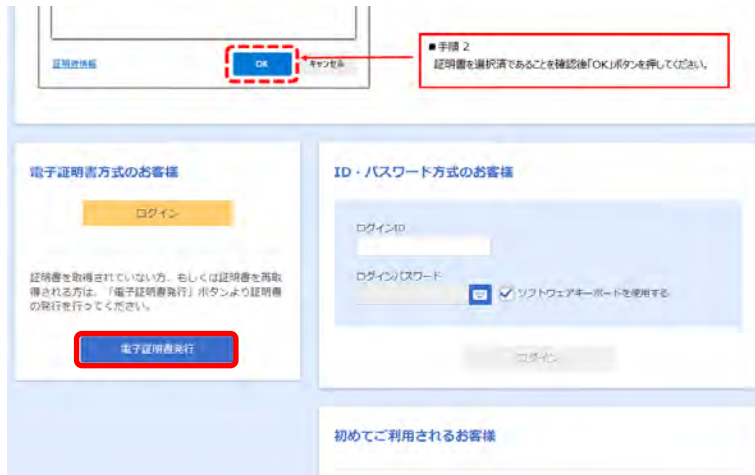 証明書情報
OK
キャンセル
■手順 2
証明書を選択済であることを確認後「OK」ボタンを押してください。
電子証明書方式のお客様
ログイン
証明書を取得されていない方、もしくは証明書を再取
得される方は、「電子証明書発行」ボタンより証明書
の発行を行ってください。
電子証明書発行
ID・パスワード方式のお客様
ログインID
ログインパスワード
ソフトウェアキーボードを使用する
ログイン
初めてご利用されるお客様